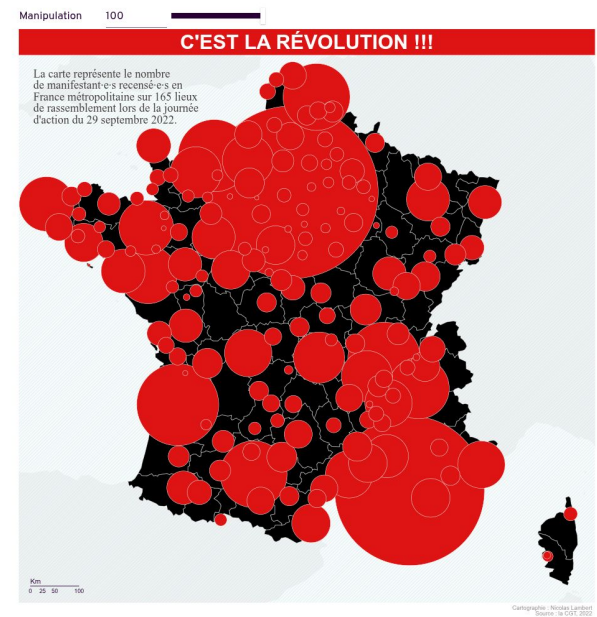 Manipulation 100
C'EST LA RÉVOLUTION !!!
La carte représente le nombre
de manifestant·e·s recensé·e·s en
France métropolitaine sur 165 lieux
de rassemblement lors de la journée
d'action du 29 septembre 2022.
Km
0 25 50 100
Cartographie : Nicolas Lambert
Source : la CGT, 2022